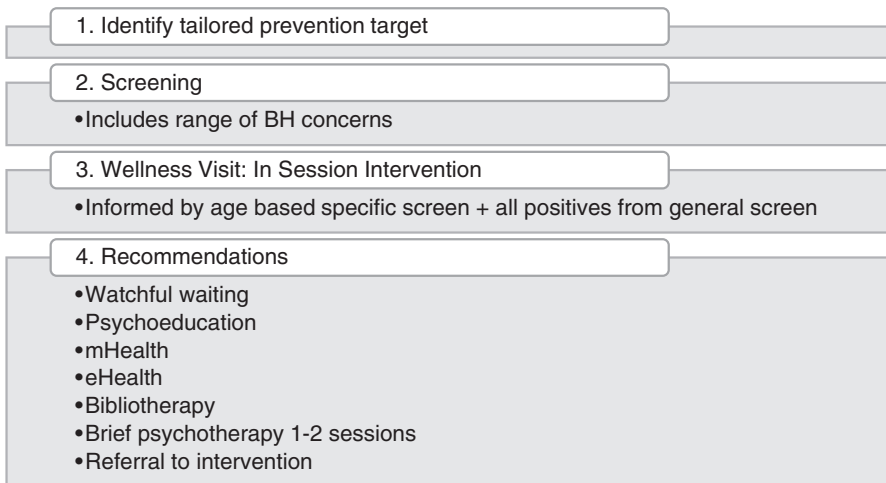 1. Identify tailored prevention target
2. Screening
•Includes range of BH concerns
3. Wellness Visit: In Session Intervention
•Informed by age based specific screen + all positives from general screen
4. Recommendations
•Watchful waiting
•Psychoeducation
•mHealth
•eHealth
•Bibliotherapy
•Brief psychotherapy 1-2 sessions
•Referral to intervention